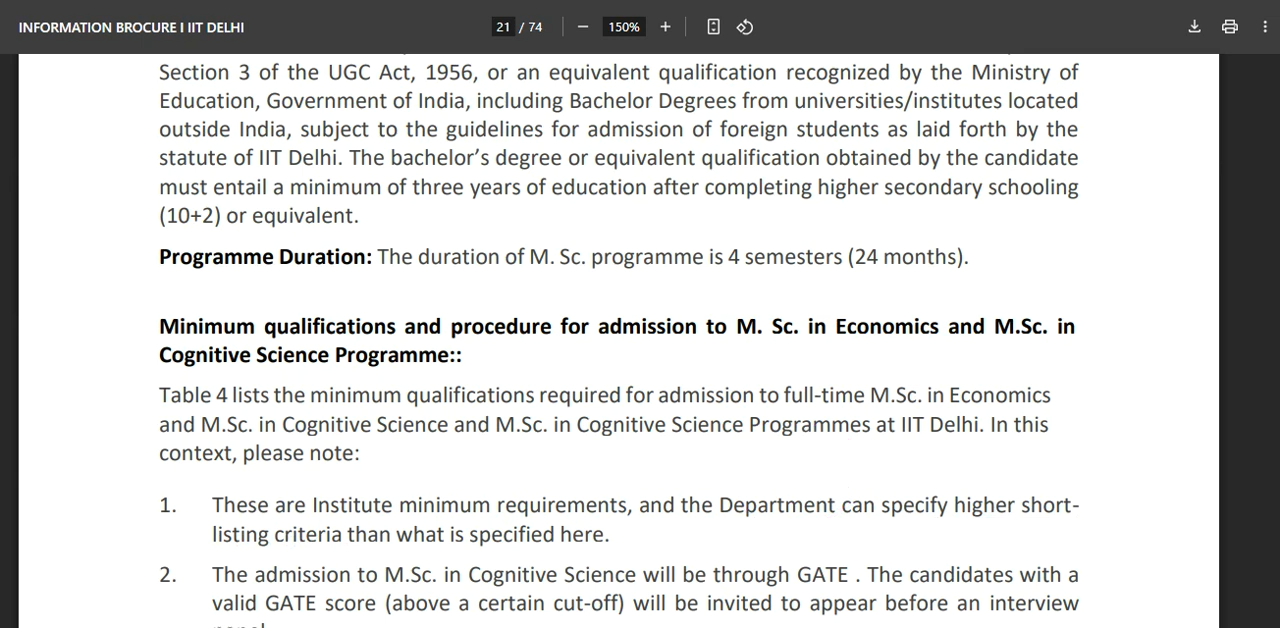 INFORMATION BROCURE I IIT DELHI
21 / 74
150%
Section 3 of the UGC Act, 1956, or an equivalent qualification recognized by the Ministry of
Education, Government of India, including Bachelor Degrees from universities/institutes located
outside India, subject to the guidelines for admission of foreign students as laid forth by the
statute of IIT Delhi. The bachelor’s degree or equivalent qualification obtained by the candidate
must entail a minimum of three years of education after completing higher secondary schooling
(10+2) or equivalent.
Programme Duration: The duration of M. Sc. programme is 4 semesters (24 months).
Minimum qualifications and procedure for admission to M. Sc. in Economics and M.Sc. in
Cognitive Science Programme::
Table 4 lists the minimum qualifications required for admission to full-time M.Sc. in Economics
and M.Sc. in Cognitive Science and M.Sc. in Cognitive Science Programmes at IIT Delhi. In this
context, please note:
1. These are Institute minimum requirements, and the Department can specify higher short-
listing criteria than what is specified here.
2. The admission to M.Sc. in Cognitive Science will be through GATE . The candidates with a
valid GATE score (above a certain cut-off) will be invited to appear before an interview